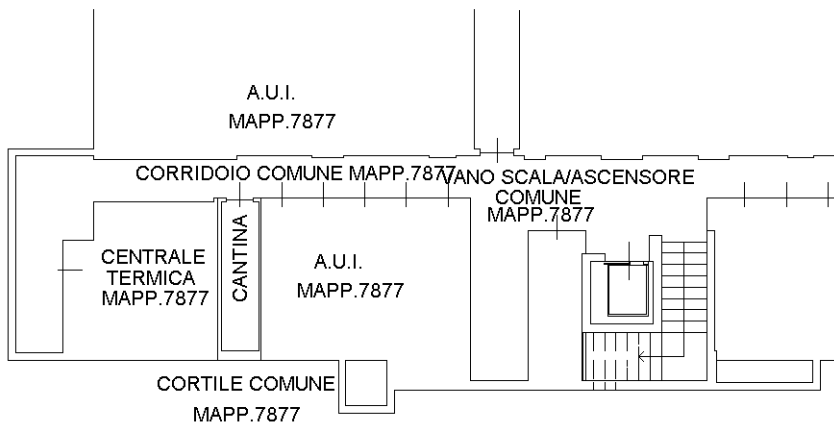 A.U.I.
MAPP.7877
CORRIDOIO COMUNE MAPP.7877
VANO SCALA/ASCENSORE
COMUNE
MAPP.7877
CENTRALE
TERMICA
MAPP.7877
CANTINA
A.U.I.
MAPP.7877
CORTILE COMUNE
MAPP.7877